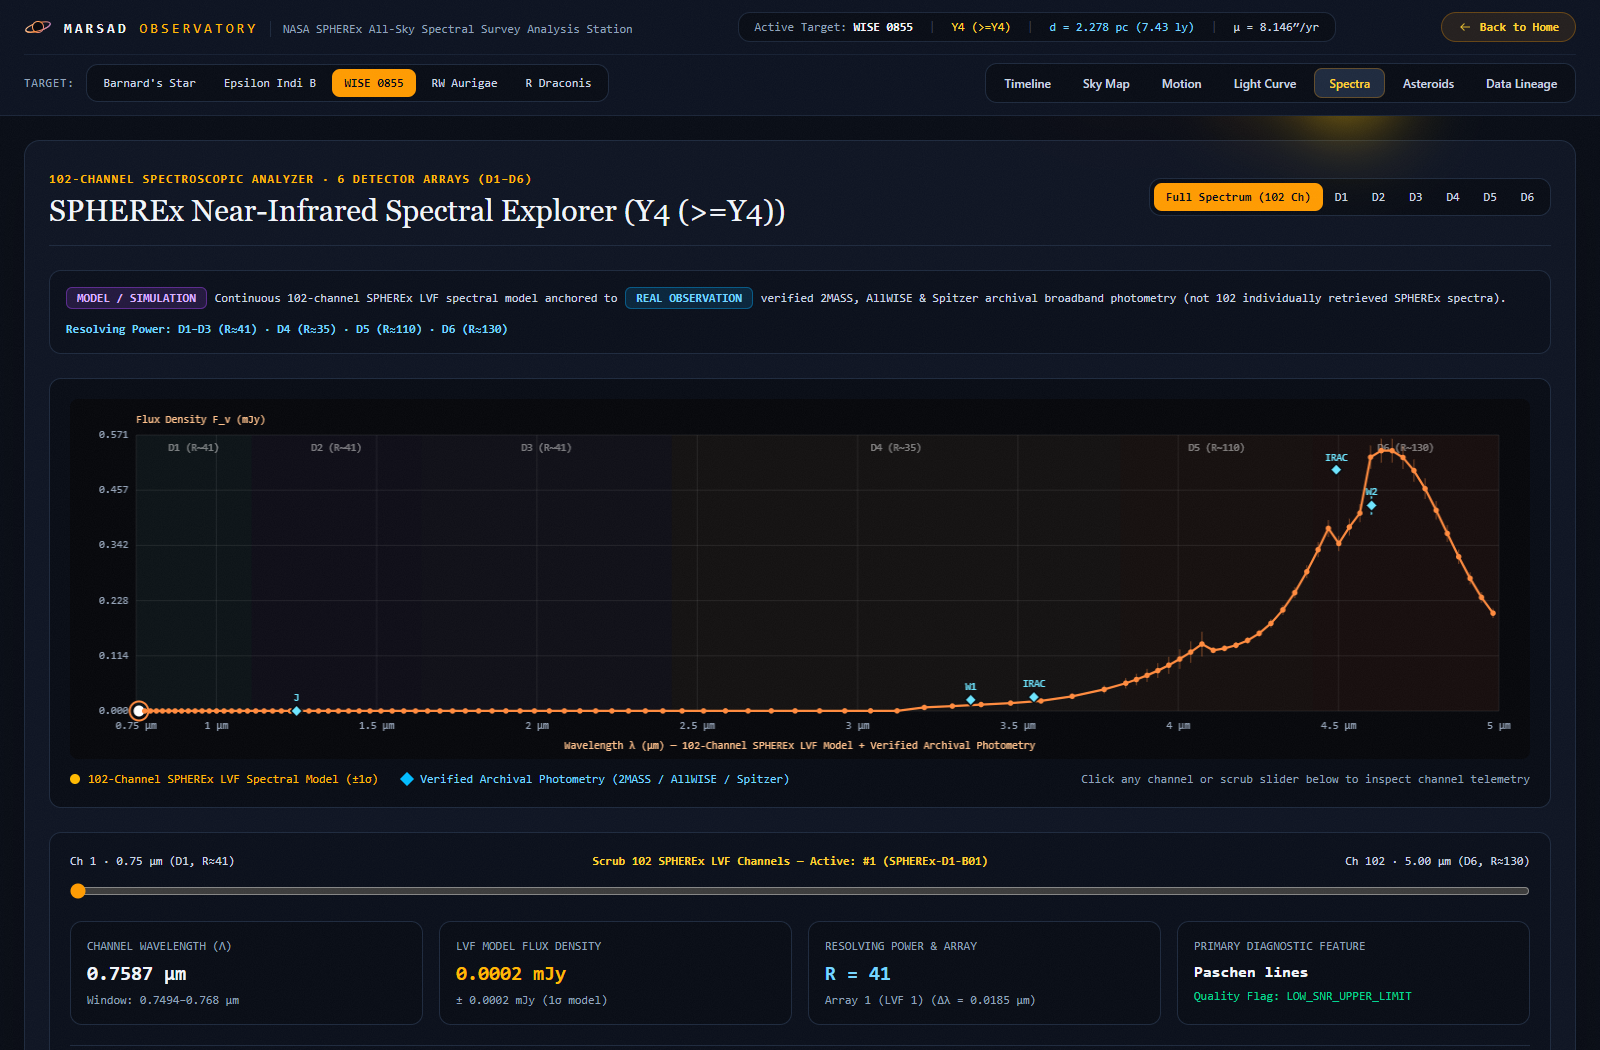 MARSAD OBSERVATORY
NASA SPHEREx All-Sky Spectral Survey Analysis Station
Active Target: WISE 0855 | Y4 (>=Y4) | d = 2.278 pc (7.43 ly) | μ = 8.146″/yr
← Back to Home
TARGET:
Barnard's Star
Epsilon Indi B
WISE 0855
RW Aurigae
R Draconis
Timeline
Sky Map
Motion
Light Curve
Spectra
Asteroids
Data Lineage
102-CHANNEL SPECTROSCOPIC ANALYZER · 6 DETECTOR ARRAYS (D1–D6)
SPHEREx Near-Infrared Spectral Explorer (Y4 (>=Y4))
Full Spectrum (102 Ch)
D1
D2
D3
D4
D5
D6
MODEL / SIMULATION Continuous 102-channel SPHEREx LVF spectral model anchored to REAL OBSERVATION verified 2MASS, AllWISE & Spitzer archival broadband photometry (not 102 individually retrieved SPHEREx spectra).
Resolving Power: D1–D3 (R≈41) · D4 (R≈35) · D5 (R≈110) · D6 (R≈130)
Flux Density F_ν (mJy)
0.571
D1 (R~41)
D2 (R~41)
D3 (R~41)
D4 (R~35)
D5 (R~110)
D6 (R~130)
IRAC
0.457
W2
0.342
0.228
0.114
W1
IRAC
J
0.000
0.75 μm
1 μm
1.5 μm
2 μm
2.5 μm
3 μm
3.5 μm
4 μm
4.5 μm
5 μm
Wavelength λ (μm) — 102-Channel SPHEREx LVF Model + Verified Archival Photometry
102-Channel SPHEREx LVF Spectral Model (±1σ)
Verified Archival Photometry (2MASS / AllWISE / Spitzer)
Click any channel or scrub slider below to inspect channel telemetry
Ch 1 · 0.75 μm (D1, R≈41)
Scrub 102 SPHEREx LVF Channels — Active: #1 (SPHEREx-D1-B01)
Ch 102 · 5.00 μm (D6, R≈130)
CHANNEL WAVELENGTH (Λ)
0.7587 μm
Window: 0.7494–0.768 μm
LVF MODEL FLUX DENSITY
0.0002 mJy
± 0.0002 mJy (1σ model)
RESOLVING POWER & ARRAY
R = 41
Array 1 (LVF 1) (Δλ = 0.0185 μm)
PRIMARY DIAGNOSTIC FEATURE
Paschen lines
Quality Flag: LOW_SNR_UPPER_LIMIT